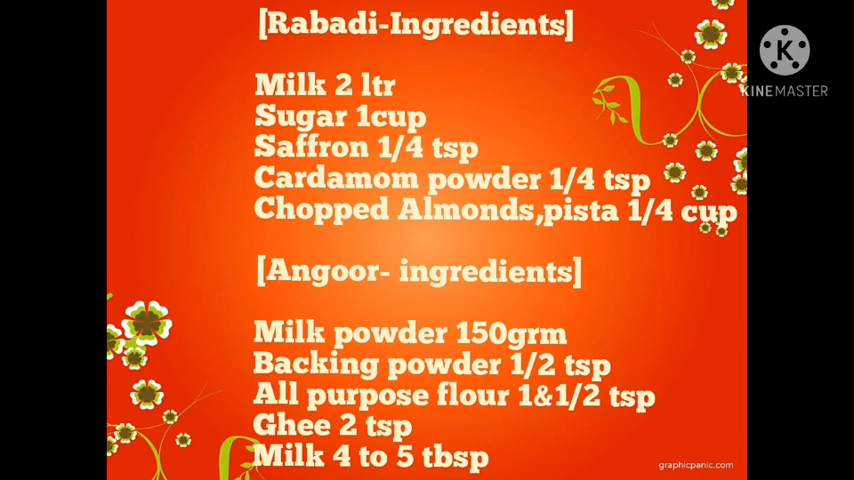 [Rabadi-Ingredients]
Milk 2 ltr
Sugar 1cup
Saffron 1/4 tsp
Cardamom powder 1/4 tsp
Chopped Almonds,pista 1/4 cup
[Angoor- ingredients]
Milk powder 150grm
Backing powder 1/2 tsp
All purpose flour 1&1/2 tsp
Ghee 2 tsp
Milk 4 to 5 tbsp
K
KINEMASTER
graphicpanic.com